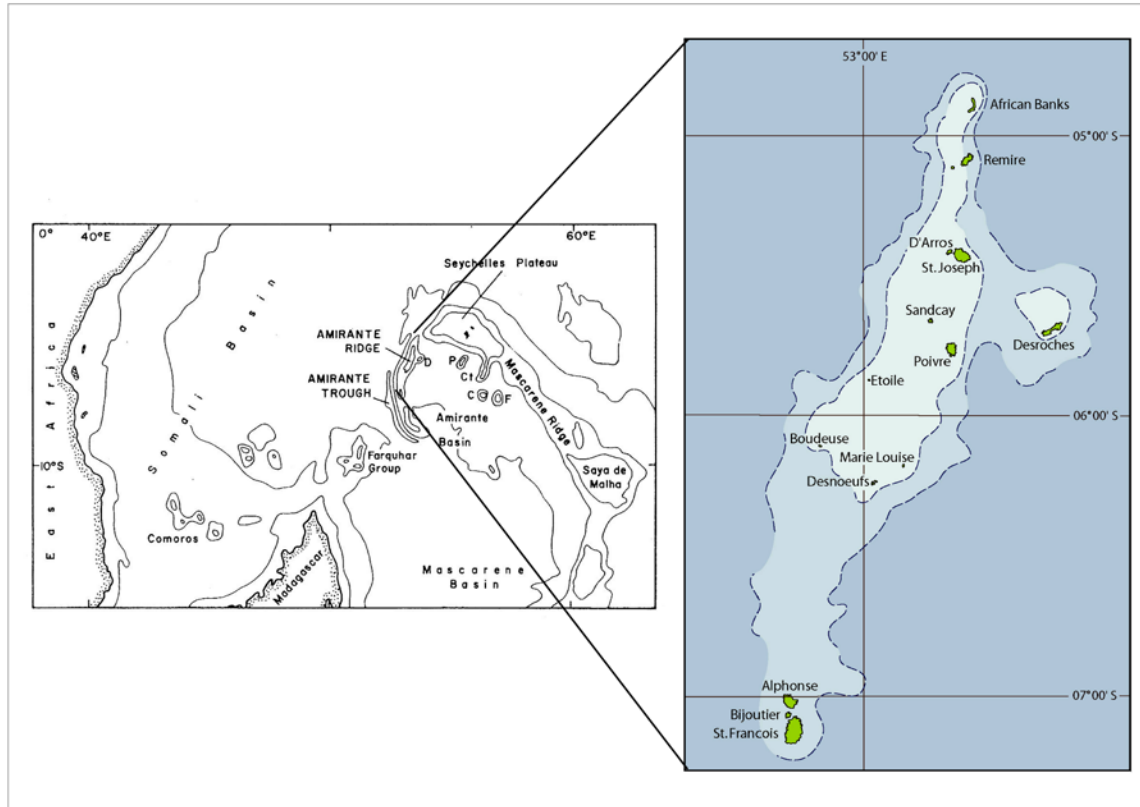 0°
40°E
60°E
Seychelles Plateau
Somali Basin
AMIRANTE
RIDGE
D
P
Ct
AMIRANTE
TROUGH
C
F
Mascarene Ridge
Amirante
Basin
East Africa
10°S
Farquhar
Group
Saya de
Malha
Comoros
Madagascar
Mascarene
Basin
53°00' E
African Banks
05°00' S
Remire
D'Arros
St. Joseph
Sandcay
Desroches
Poivre
Etoile
06°00' S
Boudeuse
Marie Louise
Desnoeufs
Alphonse
07°00' S
Bijoutier
St. Francois